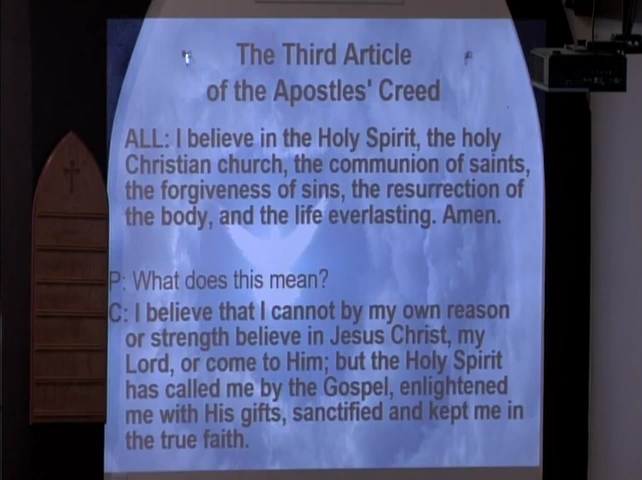 The Third Article
of the Apostles' Creed
ALL: I believe in the Holy Spirit, the holy
Christian church, the communion of saints,
the forgiveness of sins, the resurrection of
the body, and the life everlasting. Amen.
P: What does this mean?
C: I believe that I cannot by my own reason
or strength believe in Jesus Christ, my
Lord, or come to Him; but the Holy Spirit
has called me by the Gospel, enlightened
me with His gifts, sanctified and kept me in
the true faith.